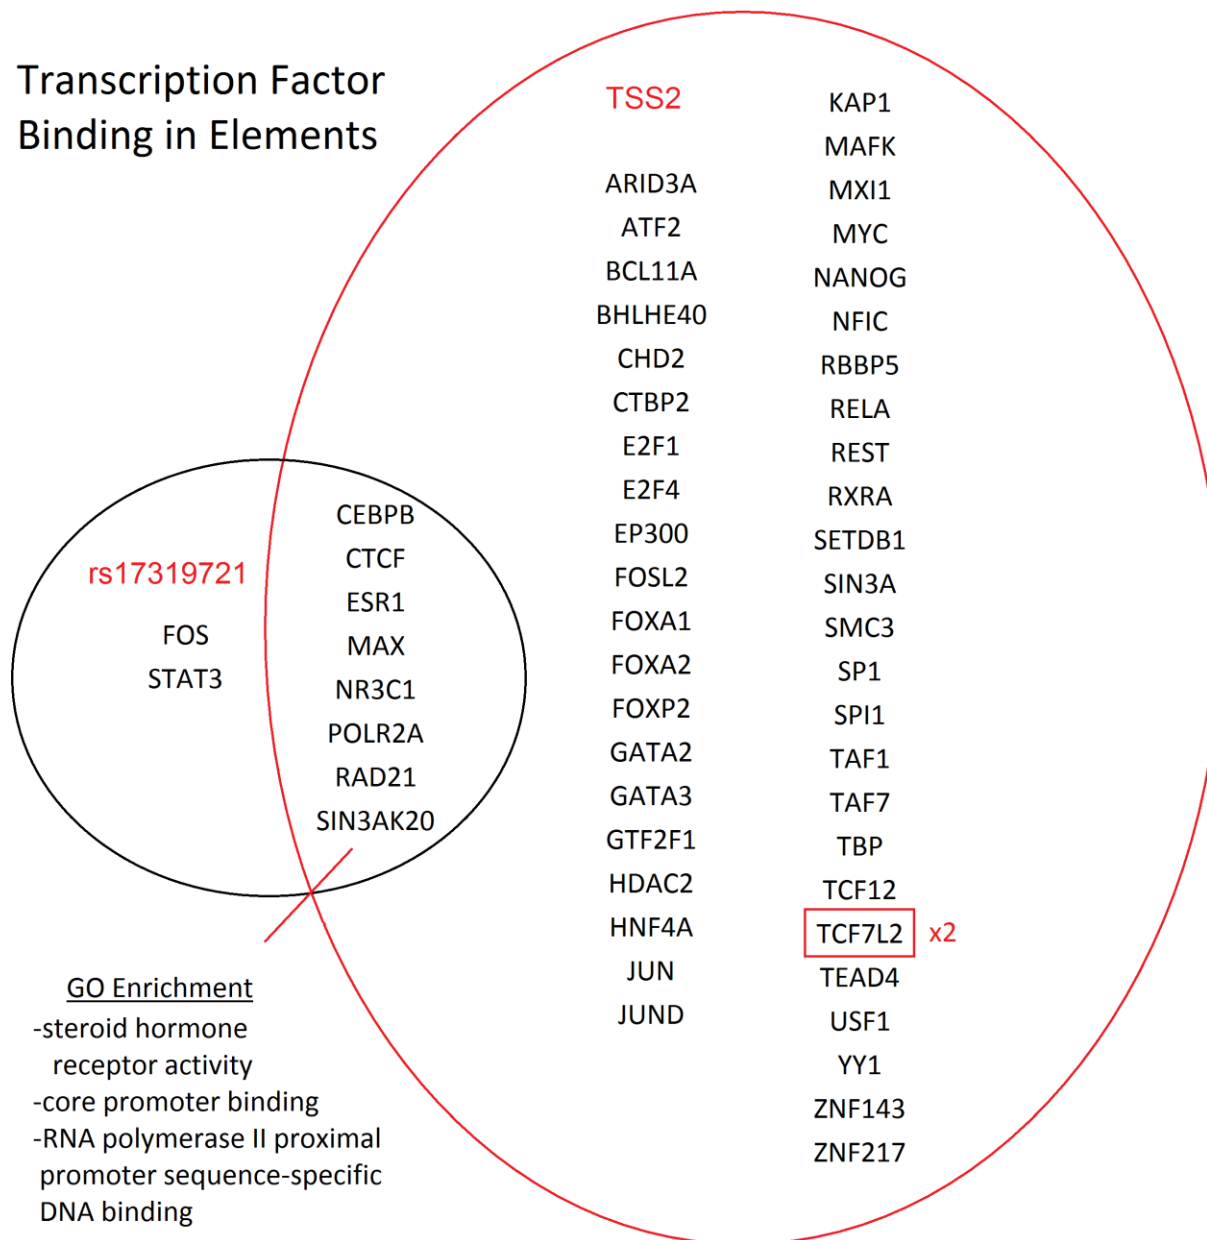 Transcription Factor
Binding in Elements
rs17319721
FOS
STAT3
CEBPB
CTCF
ESR1
MAX
NR3C1
POLR2A
RAD21
SIN3AK20
TSS2
ARID3A
ATF2
BCL11A
BHLHE40
CHD2
CTBP2
E2F1
E2F4
EP300
FOSL2
FOXA1
FOXA2
FOXP2
GATA2
GATA3
GTF2F1
HDAC2
HNF4A
JUN
JUND
KAP1
MAFK
MXI1
MYC
NANOG
NFIC
RBBP5
RELA
REST
RXRA
SETDB1
SIN3A
SMC3
SP1
SPI1
TAF1
TAF7
TBP
TCF12
TCF7L2 x2
TEAD4
USF1
YY1
ZNF143
ZNF217
GO Enrichment
-steroid hormone
receptor activity
-core promoter binding
-RNA polymerase II proximal
promoter sequence-specific
DNA binding